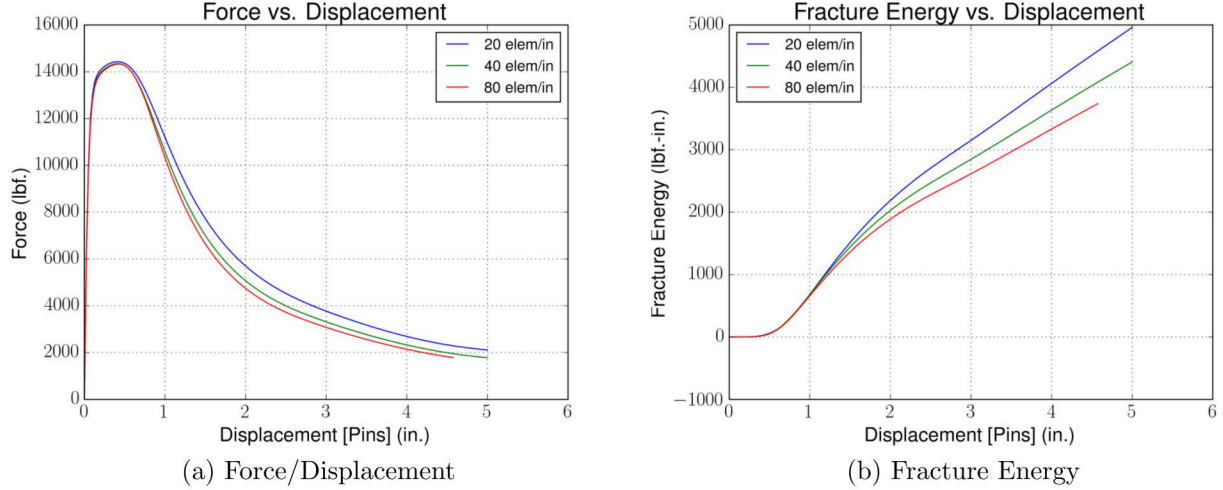 Force vs. Displacement
16000
14000
12000
10000
8000
6000
4000
2000
0
Force (lbf.)
20 elem/in
40 elem/in
80 elem/in
0 1 2 3 4 5 6
Displacement [Pins] (in.)
(a) Force/Displacement
Fracture Energy vs. Displacement
5000
4000
3000
2000
1000
0
−1000
Fracture Energy (lbf.-in.)
20 elem/in
40 elem/in
80 elem/in
0 1 2 3 4 5 6
Displacement [Pins] (in.)
(b) Fracture Energy